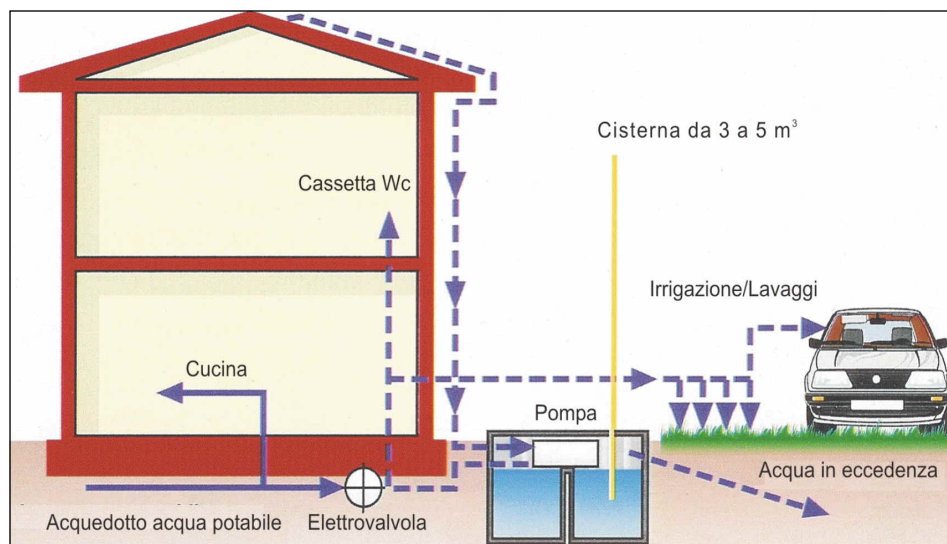 Cisterna da 3 a 5 m³
Cassetta Wc
Irrigazione/Lavaggi
Cucina
Pompa
Acqua in eccedenza
Acquedotto acqua potabile
Elettrovalvola